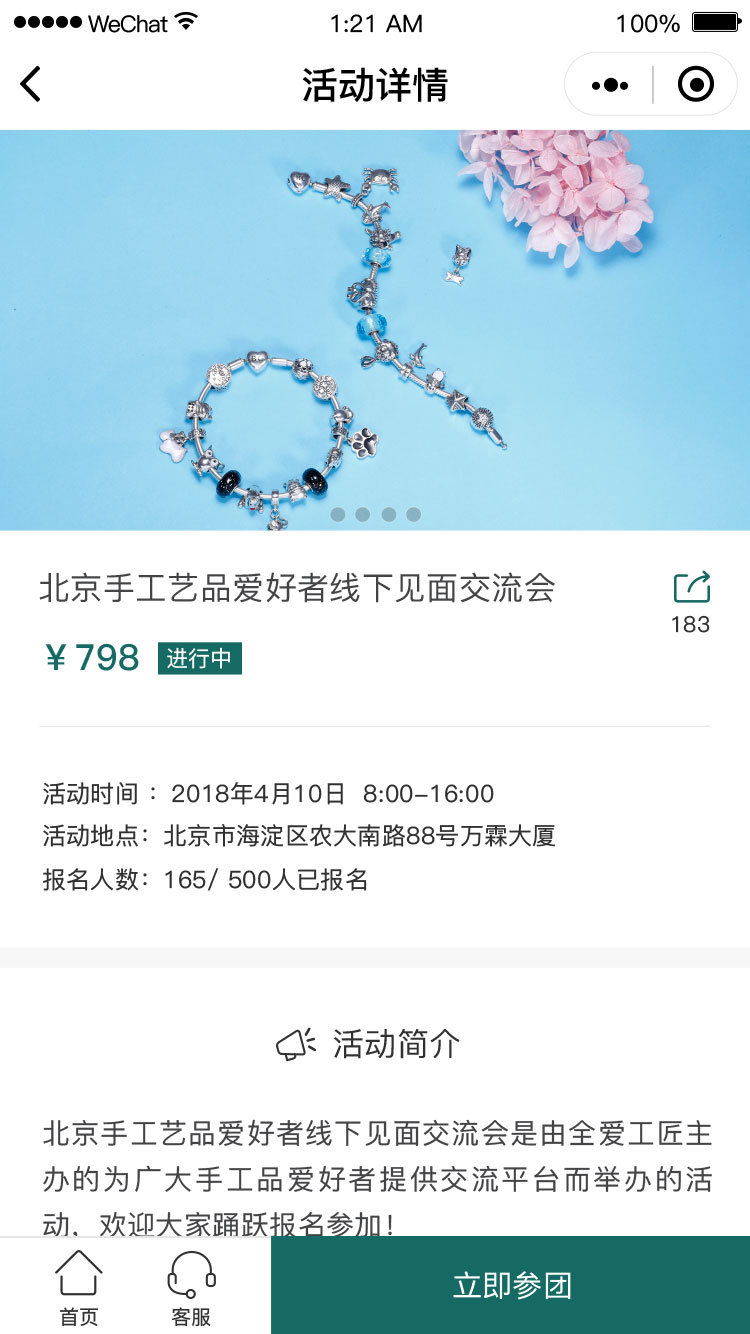 WeChat 1:21 AM 100%
活动详情
北京手工艺品爱好者线下见面交流会
183
¥ 798 进行中
活动时间 ：2018年4月10日 8:00-16:00
活动地点：北京市海淀区农大南路88号万霖大厦
报名人数：165/ 500人已报名
活动简介
北京手工艺品爱好者线下见面交流会是由全爱工匠主
办的为广大手工品爱好者提供交流平台而举办的活
动，欢迎大家踊跃报名参加！
首页 客服 立即参团